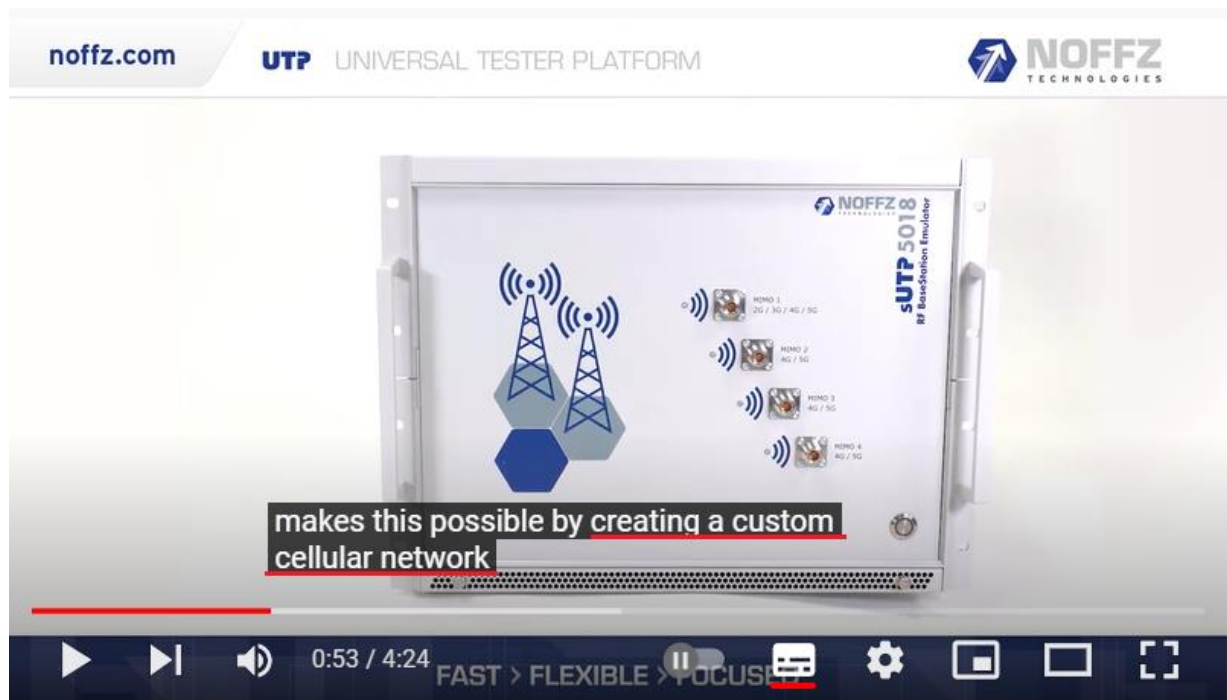 noffz.com
UTP UNIVERSAL TESTER PLATFORM
NOFFZ
TECHNOLOGIES
NOFFZ
TECHNOLOGIES
sUTP 5018
RF BaseStation Emulator
MIMO 1
2G / 3G / 4G / 5G
MIMO 2
4G / 5G
MIMO 3
4G / 5G
MIMO 4
4G / 5G
makes this possible by creating a custom
cellular network
0:53 / 4:24
FAST > FLEXIBLE > FOCUSED